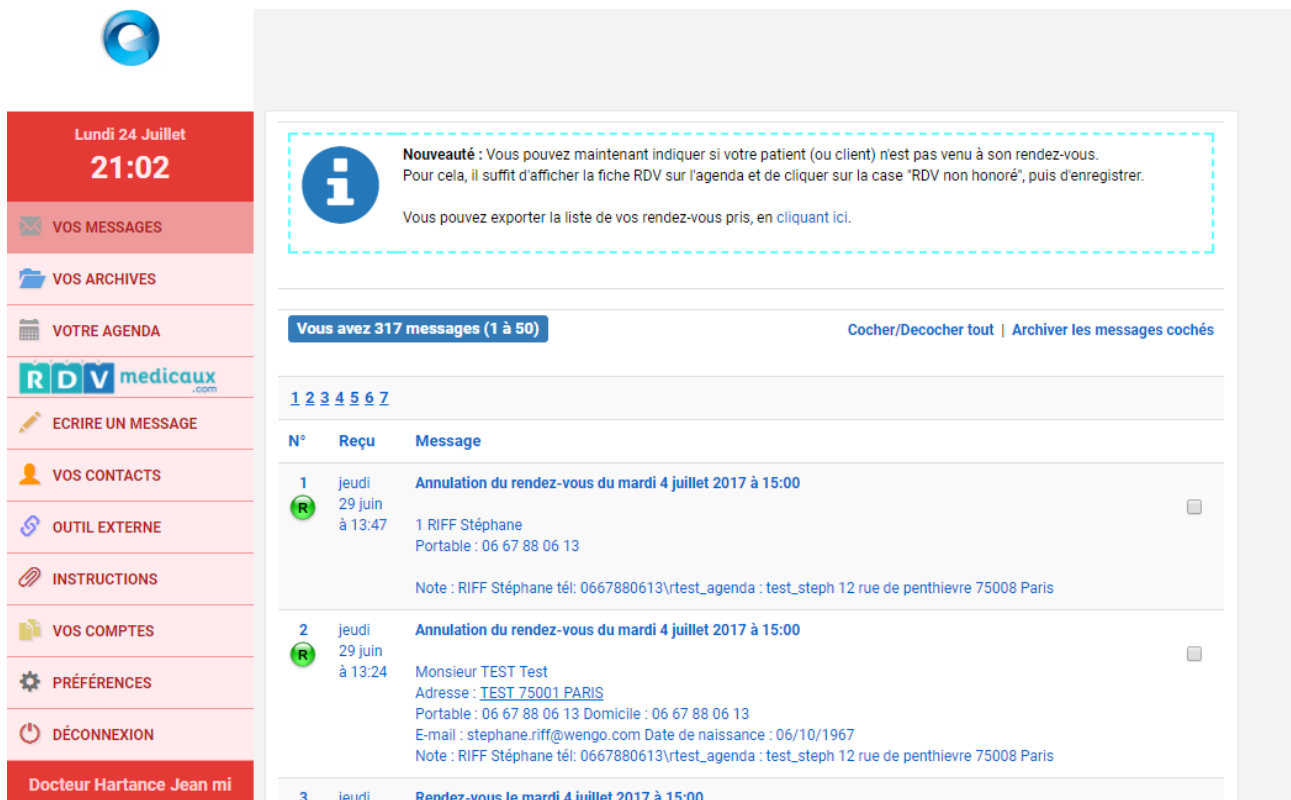 Lundi 24 Juillet
21:02
VOS MESSAGES
VOS ARCHIVES
VOTRE AGENDA
RDV medicaux
.com
ECRIRE UN MESSAGE
VOS CONTACTS
OUTIL EXTERNE
INSTRUCTIONS
VOS COMPTES
PRÉFÉRENCES
DÉCONNEXION
Docteur Hartance Jean mi
Nouveauté : Vous pouvez maintenant indiquer si votre patient (ou client) n'est pas venu à son rendez-vous.
Pour cela, il suffit d'afficher la fiche RDV sur l'agenda et de cliquer sur la case "RDV non honoré", puis d'enregistrer.
Vous pouvez exporter la liste de vos rendez-vous pris, en cliquant ici.
Vous avez 317 messages (1 à 50)
Cocher/Decocher tout | Archiver les messages cochés
1 2 3 4 5 6 7
N° Reçu Message
1 jeudi Annulation du rendez-vous du mardi 4 juillet 2017 à 15:00
R 29 juin
à 13:47 1 RIFF Stéphane
Portable : 06 67 88 06 13
Note : RIFF Stéphane tél: 0667880613\rtest_agenda : test_steph 12 rue de penthievre 75008 Paris
2 jeudi Annulation du rendez-vous du mardi 4 juillet 2017 à 15:00
R 29 juin
à 13:24 Monsieur TEST Test
Adresse : TEST 75001 PARIS
Portable : 06 67 88 06 13 Domicile : 06 67 88 06 13
E-mail : stephane.riff@wengo.com Date de naissance : 06/10/1967
Note : RIFF Stéphane tél: 0667880613\rtest_agenda : test_steph 12 rue de penthievre 75008 Paris
3 jeudi Rendez-vous le mardi 4 juillet 2017 à 15:00